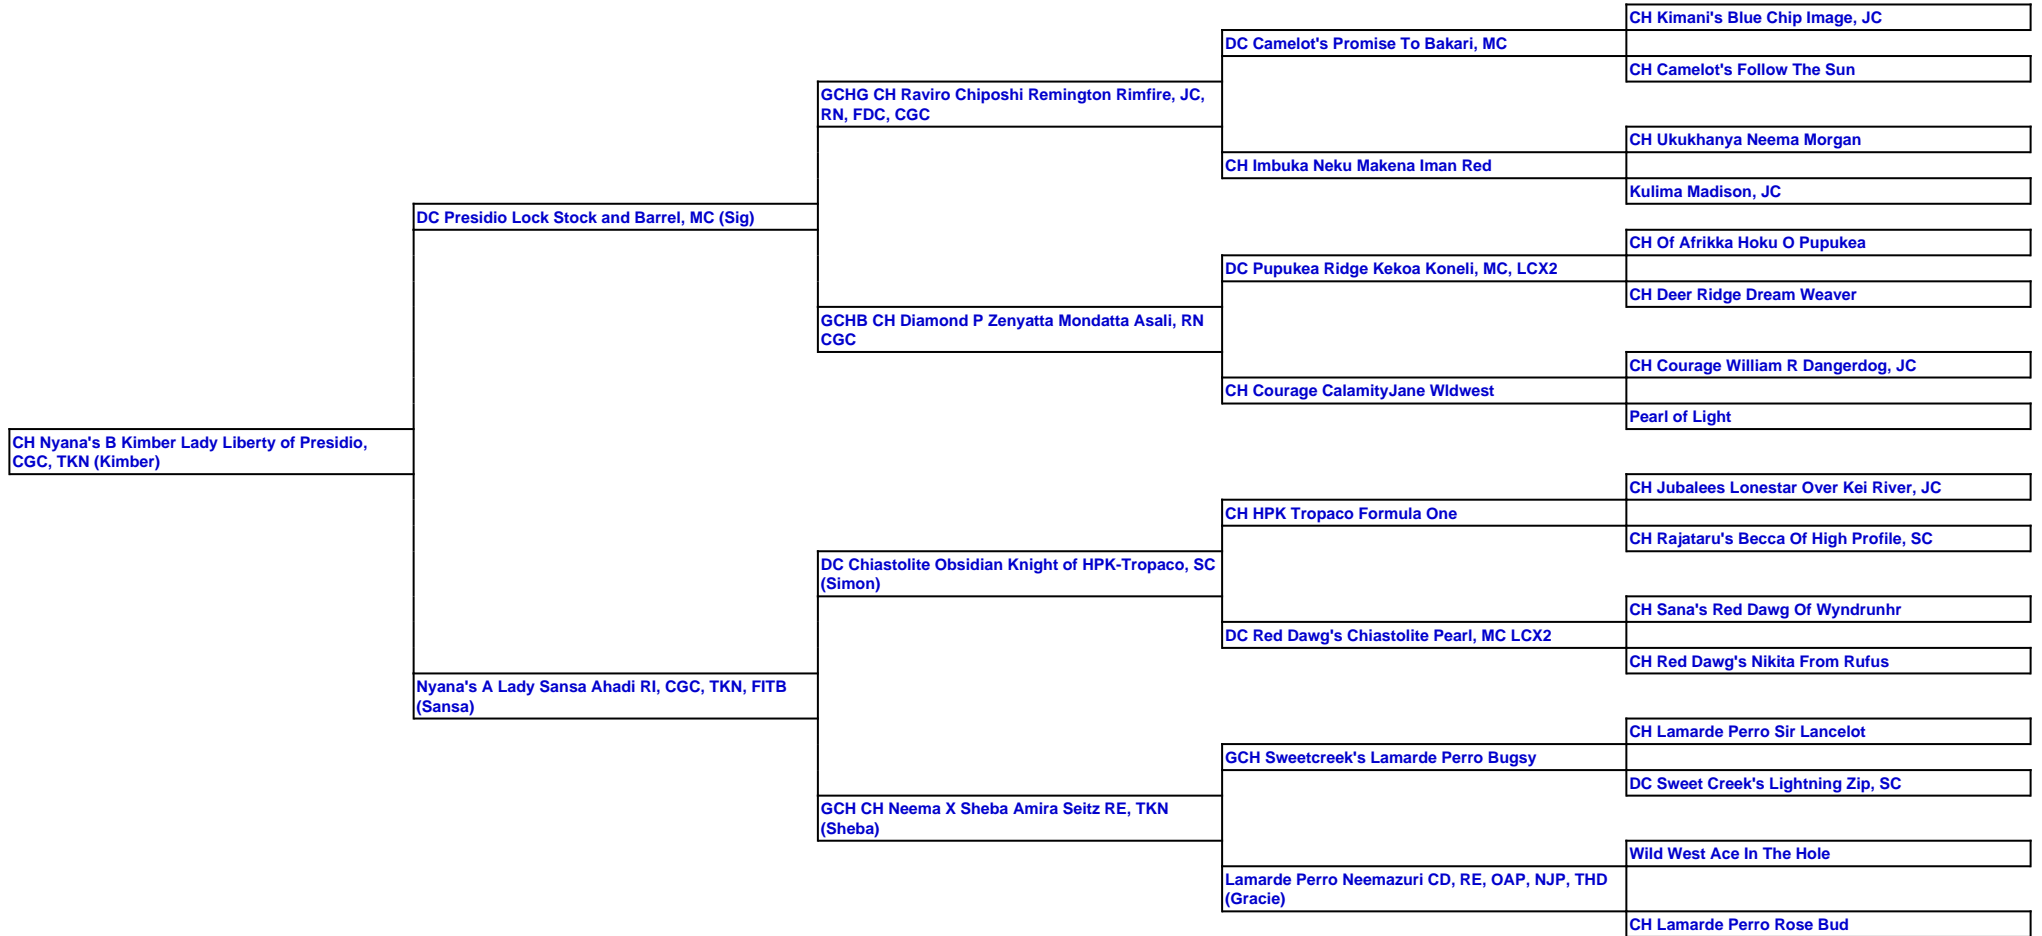 CH Kimani's Blue Chip Image, JC
DC Camelot's Promise To Bakari, MC
CH Camelot's Follow The Sun
GCHG CH Raviro Chiposhi Remington Rimfire, JC,
RN, FDC, CGC
CH Ukukhanya Neema Morgan
CH Imbuka Neku Makena Iman Red
Kulima Madison, JC
DC Presidio Lock Stock and Barrel, MC (Sig)
CH Of Afrikka Hoku O Pupukea
DC Pupukea Ridge Kekoa Koneli, MC, LCX2
CH Deer Ridge Dream Weaver
GCHB CH Diamond P Zenyatta Mondatta Asali, RN
CGC
CH Courage William R Dangerdog, JC
CH Courage CalamityJane Wldwest
Pearl of Light
CH Nyana's B Kimber Lady Liberty of Presidio,
CGC, TKN (Kimber)
CH Jubalees Lonestar Over Kei River, JC
CH HPK Tropaco Formula One
CH Rajataru's Becca Of High Profile, SC
DC Chiastolite Obsidian Knight of HPK-Tropaco, SC
(Simon)
CH Sana's Red Dawg Of Wyndrunhr
DC Red Dawg's Chiastolite Pearl, MC LCX2
CH Red Dawg's Nikita From Rufus
Nyana's A Lady Sansa Ahadi RI, CGC, TKN, FITB
(Sansa)
CH Lamarde Perro Sir Lancelot
GCH Sweetcreek's Lamarde Perro Bugsy
DC Sweet Creek's Lightning Zip, SC
GCH CH Neema X Sheba Amira Seitz RE, TKN
(Sheba)
Wild West Ace In The Hole
Lamarde Perro Neemazuri CD, RE, OAP, NJP, THD
(Gracie)
CH Lamarde Perro Rose Bud